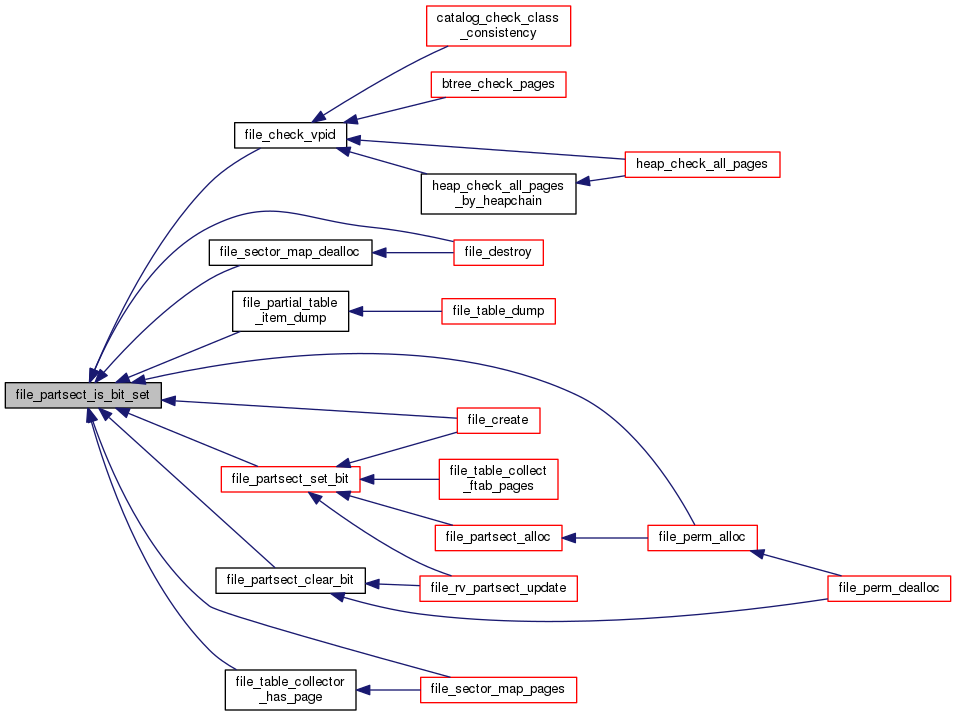 catalog_check_class
_consistency
btree_check_pages
file_check_vpid
heap_check_all_pages
heap_check_all_pages
_by_heapchain
file_sector_map_dealloc
file_destroy
file_partial_table
_item_dump
file_table_dump
file_partsect_is_bit_set
file_create
file_partsect_set_bit
file_table_collect
_ftab_pages
file_partsect_alloc
file_perm_alloc
file_partsect_clear_bit
file_rv_partsect_update
file_perm_dealloc
file_table_collector
_has_page
file_sector_map_pages